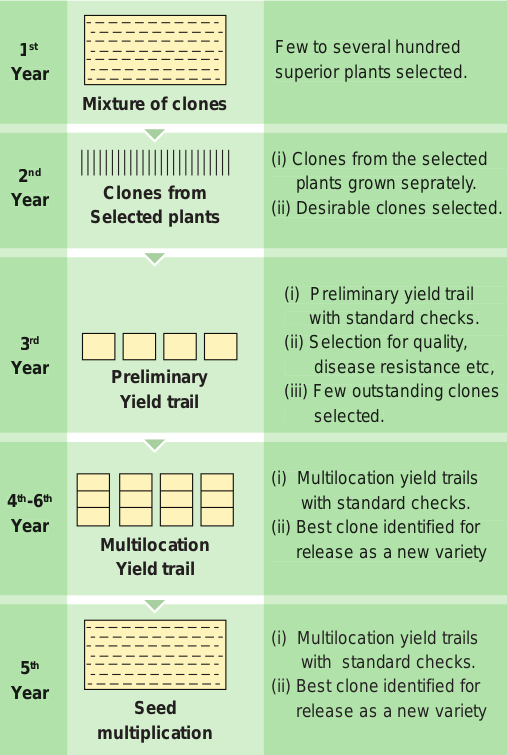 1st
Year
Mixture of clones
Few to several hundred
superior plants selected.
2nd
Year
Clones from
Selected plants
(i) Clones from the selected
plants grown seprately.
(ii) Desirable clones selected.
3rd
Year
Preliminary
Yield trail
(i) Preliminary yield trail
with standard checks.
(ii) Selection for quality,
disease resistance etc,
(iii) Few outstanding clones
selected.
4th-6th
Year
Multilocation
Yield trail
(i) Multilocation yield trails
with standard checks.
(ii) Best clone identified for
release as a new variety
5th
Year
Seed
multiplication
(i) Multilocation yield trails
with standard checks.
(ii) Best clone identified for
release as a new variety